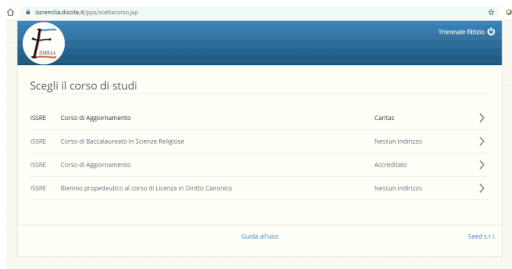 issremilia.discite.it/pps/sceltacorso.jsp
EMILIA
Triennale fittizio
Scegli il corso di studi
ISSRE Corso di Aggiornamento Caritas
ISSRE Corso di Baccalaureato in Scienze Religiose Nessun indirizzo
ISSRE Corso di Aggiornamento Accreditato
ISSRE Biennio propedeutico al corso di Licenza in Diritto Canonico Nessun indirizzo
Guida all'uso Seed s.r.l.